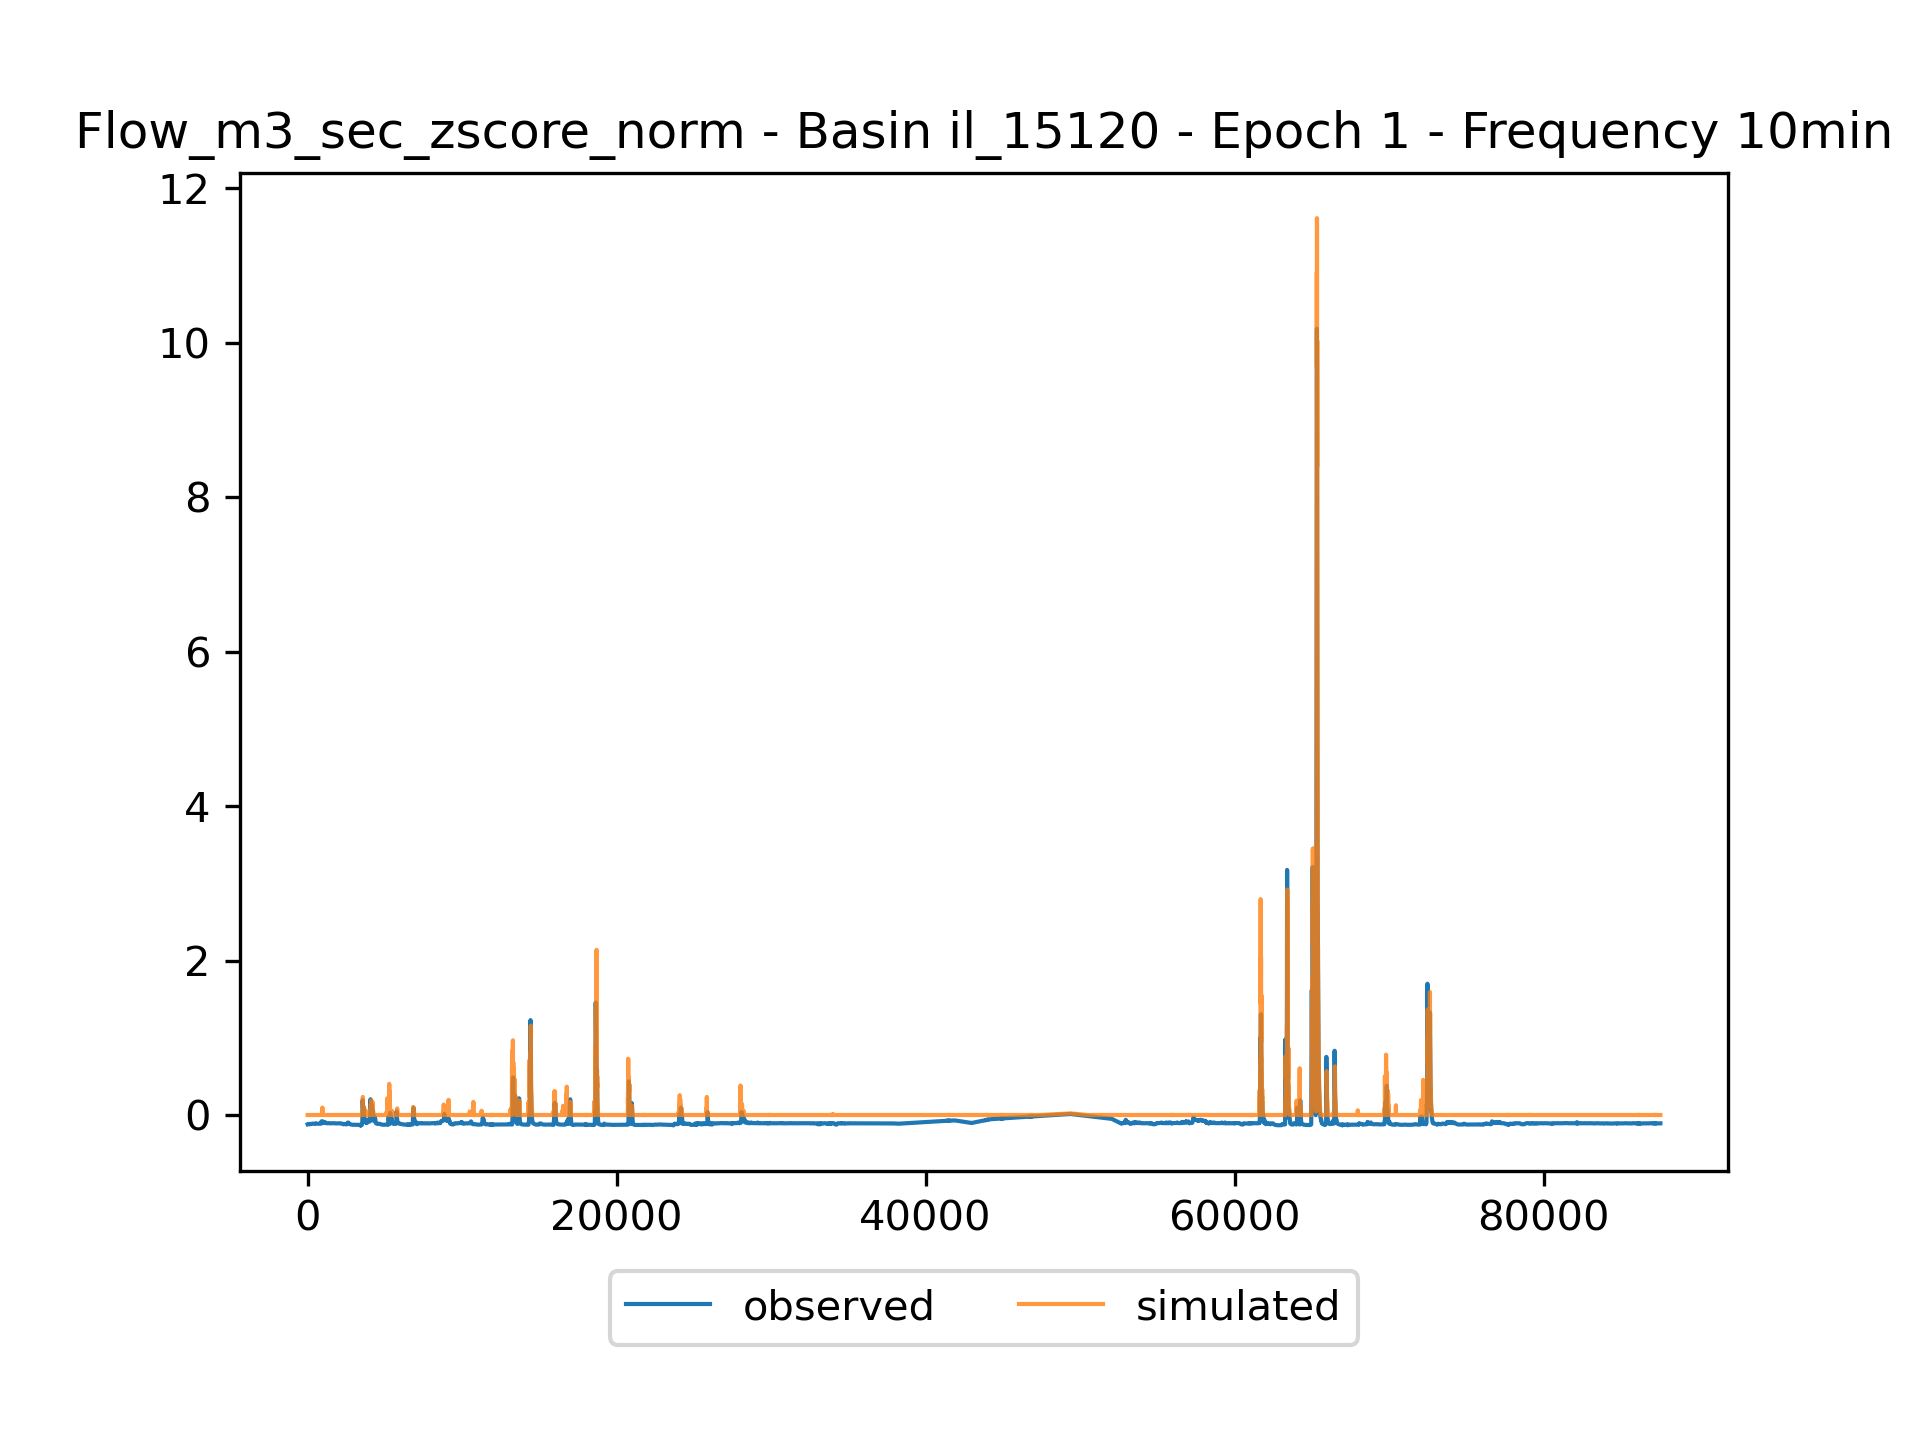 Flow_m3_sec_zscore_norm - Basin il_15120 - Epoch 1 - Frequency 10min
12
10
8
6
4
2
0
0 20000 40000 60000 80000
observed simulated